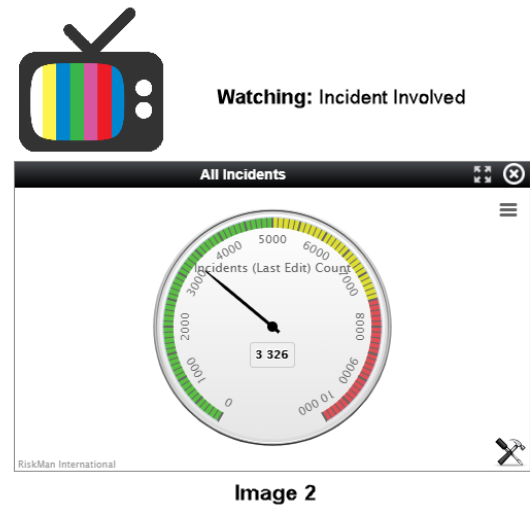 Watching: Incident Involved
All Incidents
Incidents (Last Edit) Count
0
1000
2000
3000
4000
5000
6000
7000
8000
9000
10 000
3 326
RiskMan International
Image 2